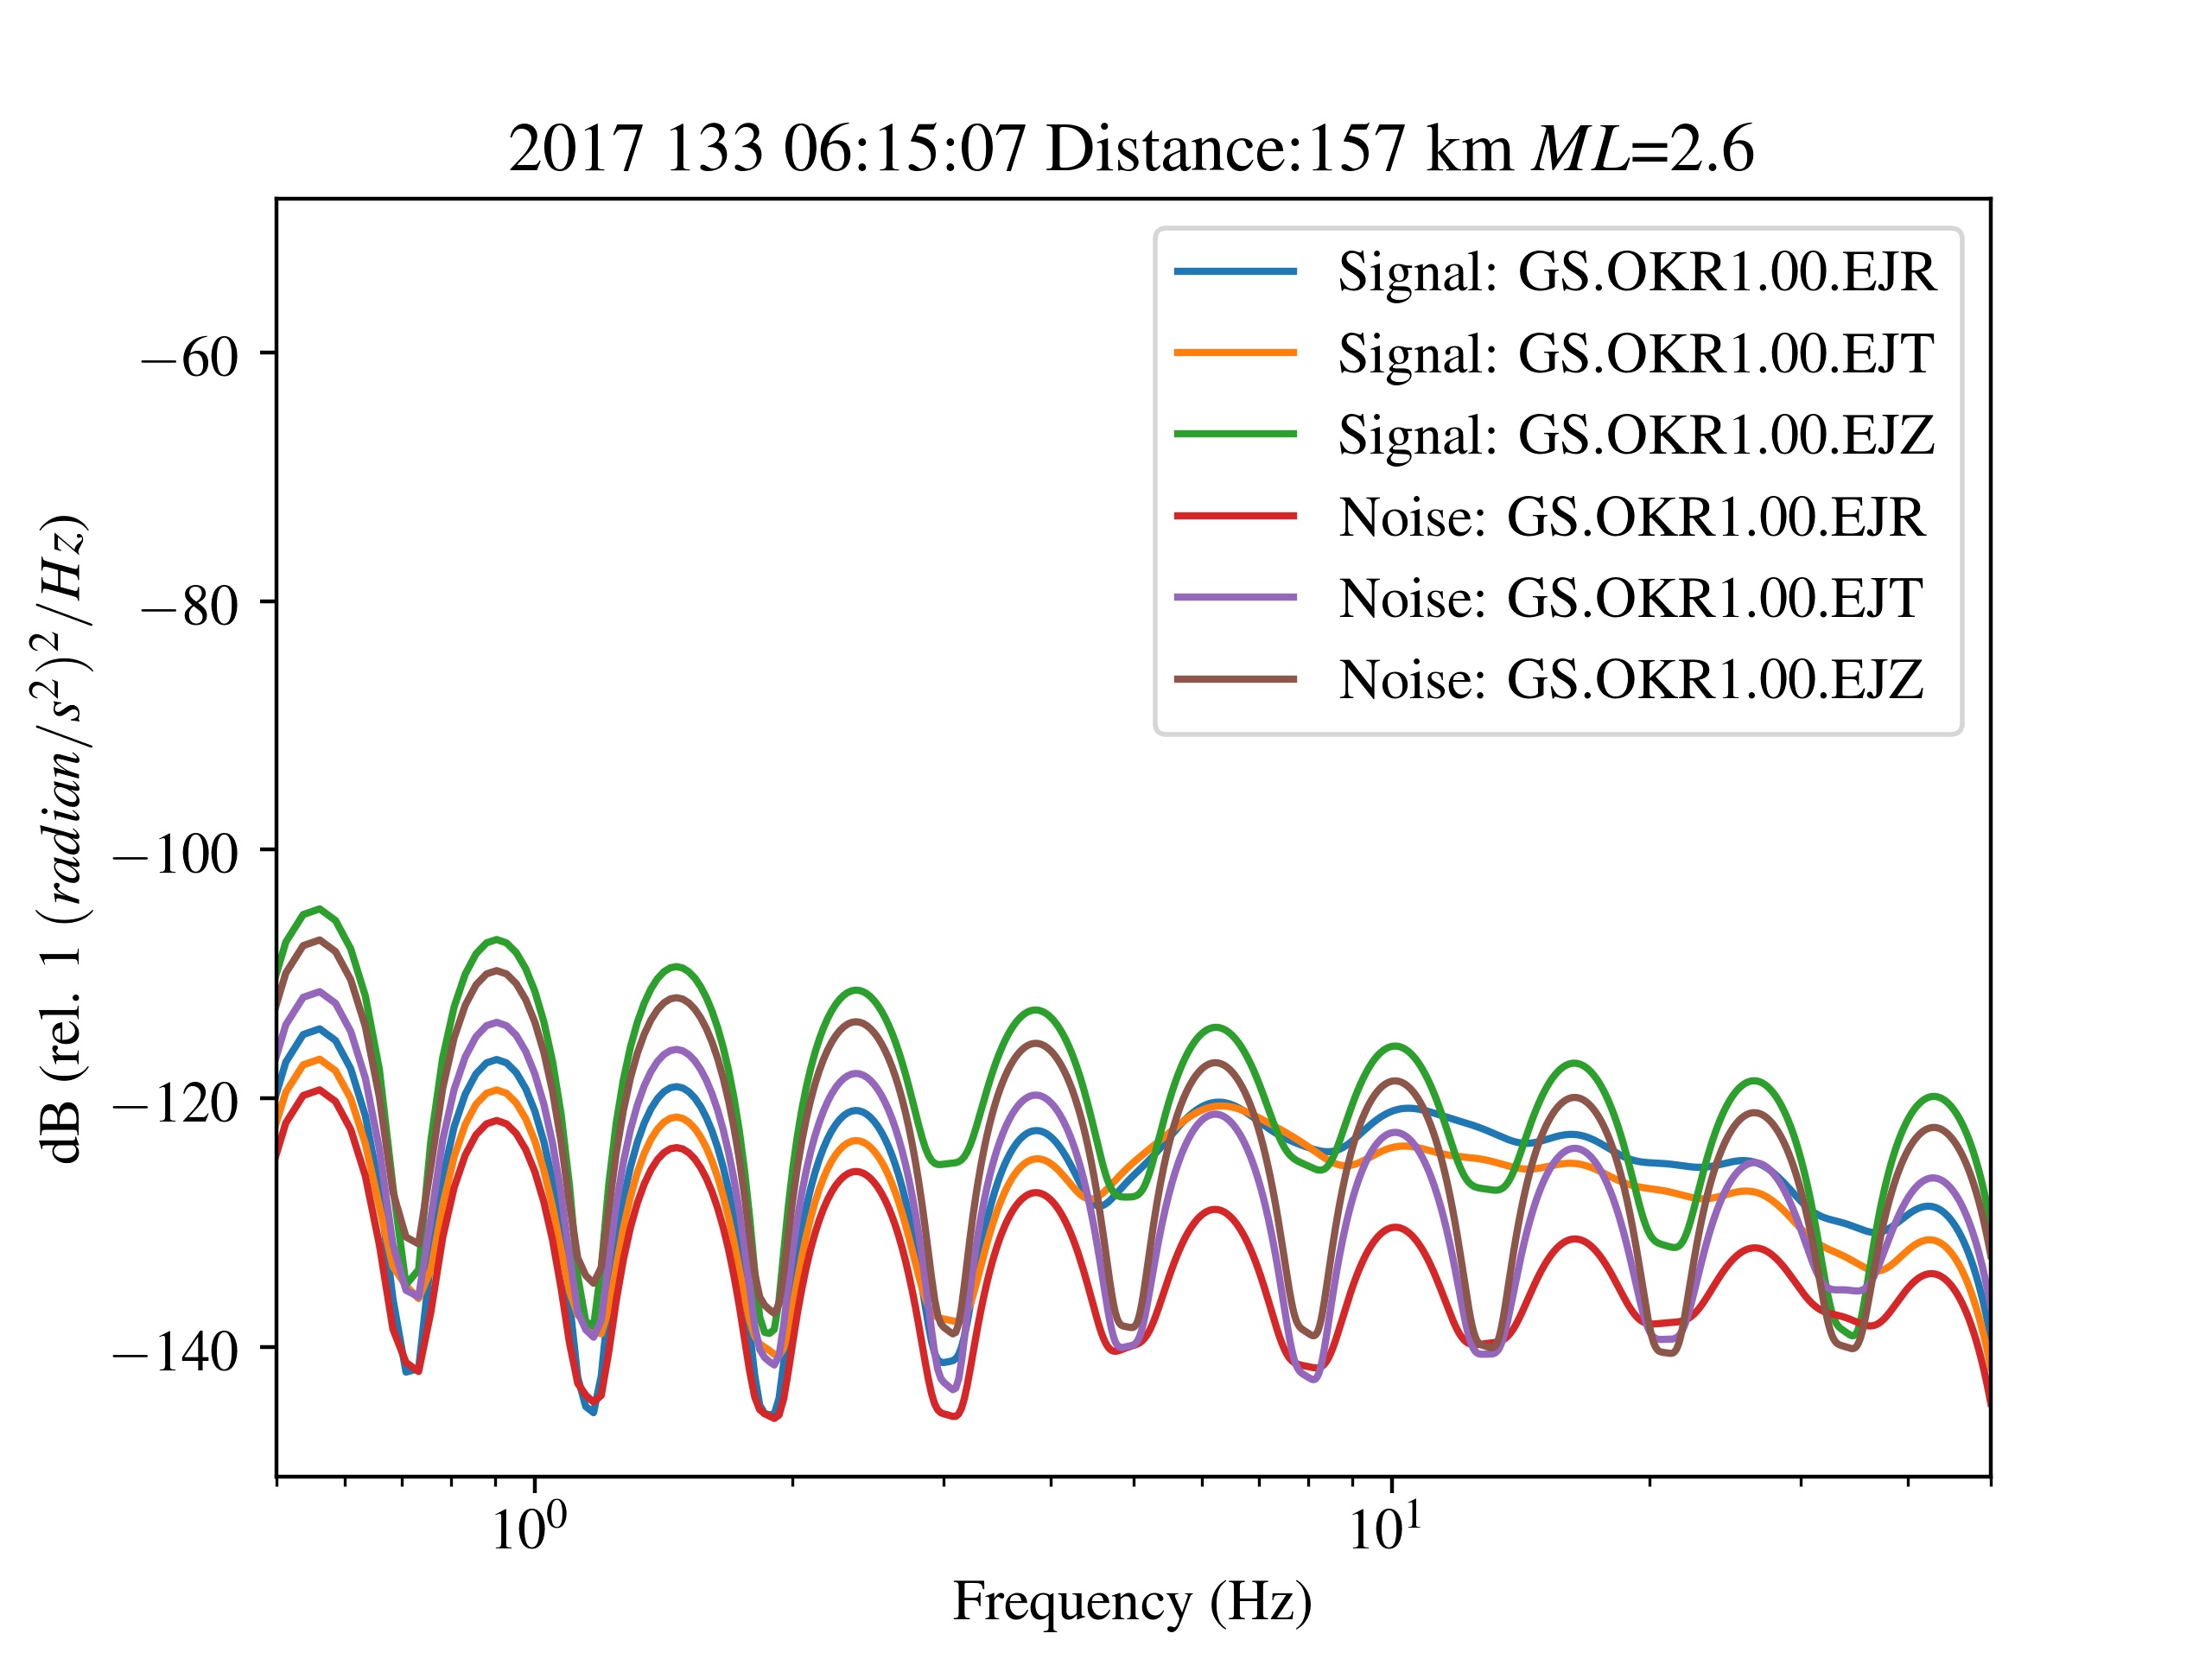 2017 133 06:15:07 Distance:157 km ML=2.6
Signal: GS.OKR1.00.EJR
Signal: GS.OKR1.00.EJT
Signal: GS.OKR1.00.EJZ
Noise: GS.OKR1.00.EJR
Noise: GS.OKR1.00.EJT
Noise: GS.OKR1.00.EJZ
dB (rel. 1 (radian/s²)²/Hz)
−60
−80
−100
−120
−140
10⁰
10¹
Frequency (Hz)